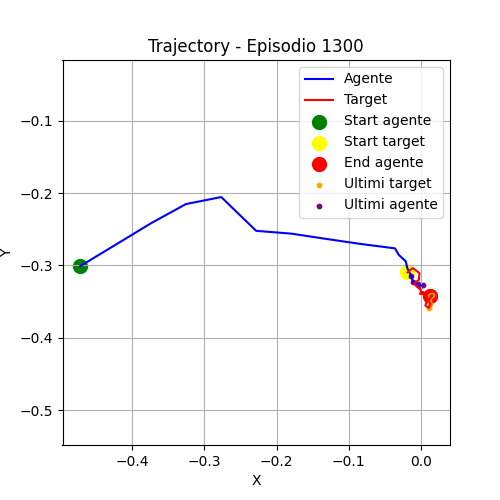 Trajectory - Episodio 1300
Agente
Target
Start agente
Start target
End agente
Ultimi target
Ultimi agente
−0.1
−0.2
−0.3
−0.4
−0.5
Y
−0.4
−0.3
−0.2
−0.1
0.0
X